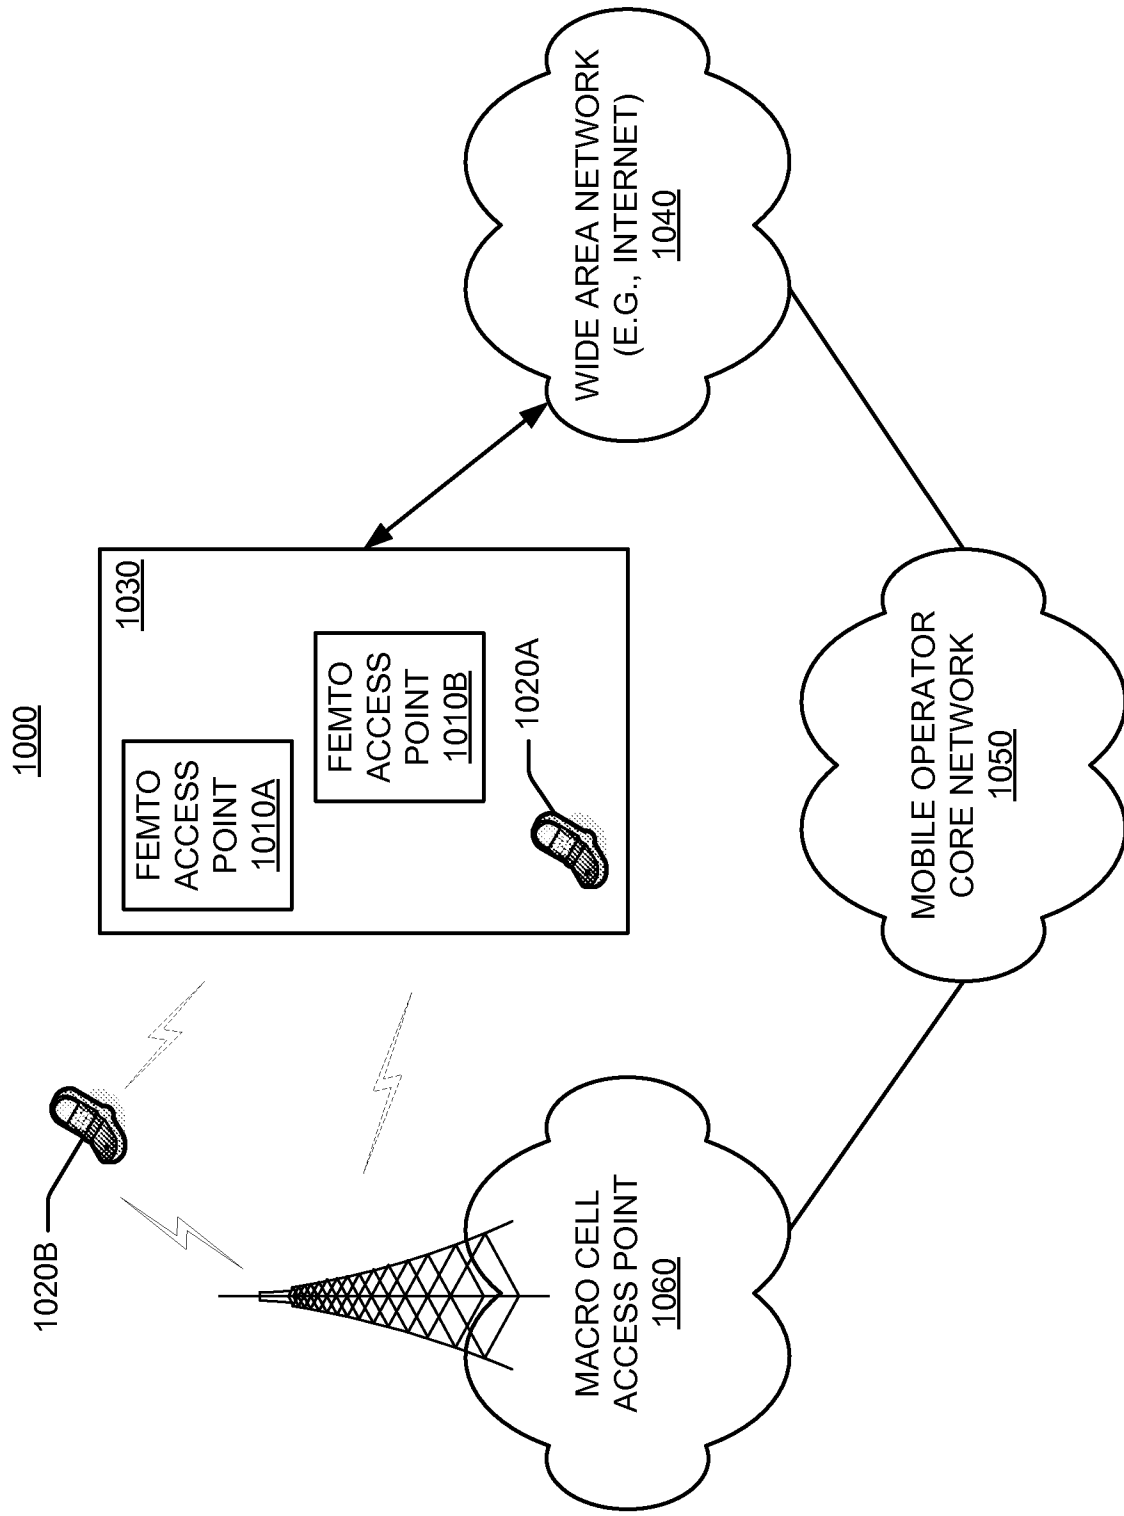 1000
1020B
FEMTO
ACCESS
POINT
1010A
1030
FEMTO
ACCESS
POINT
1010B
1020A
MACRO CELL
ACCESS POINT
1060
WIDE AREA NETWORK
(E.G., INTERNET)
1040
MOBILE OPERATOR
CORE NETWORK
1050